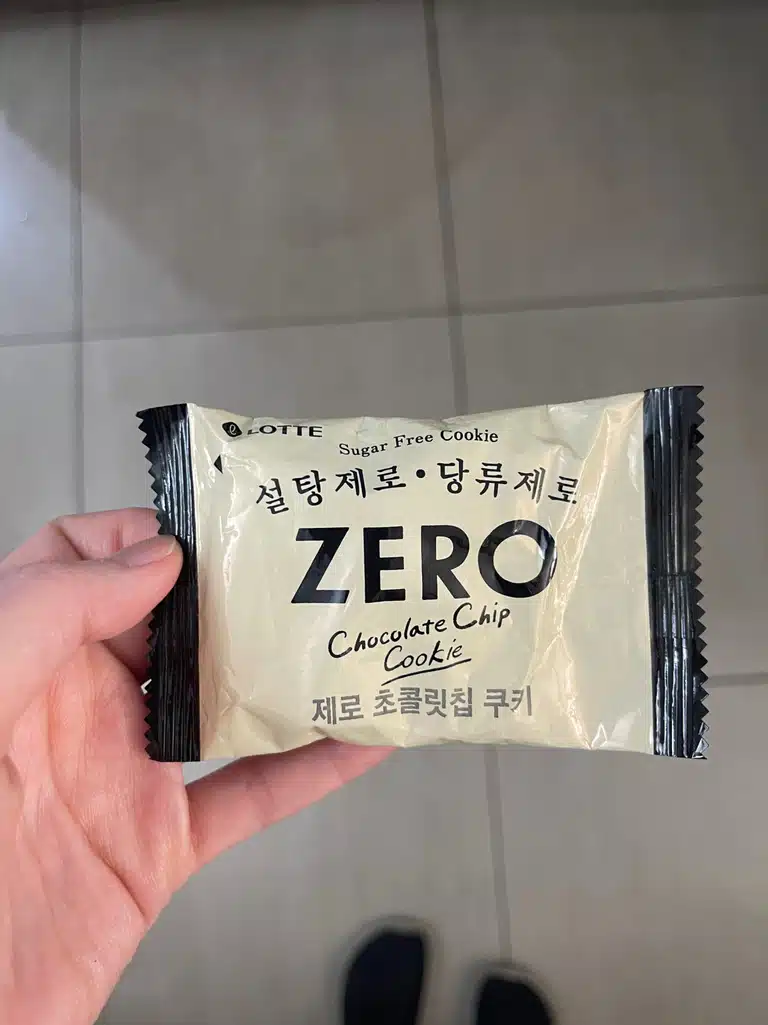 LOTTE
Sugar Free Cookie
설탕제로•당류제로
ZERO
Chocolate Chip
Cookie
제로 초콜릿칩 쿠키